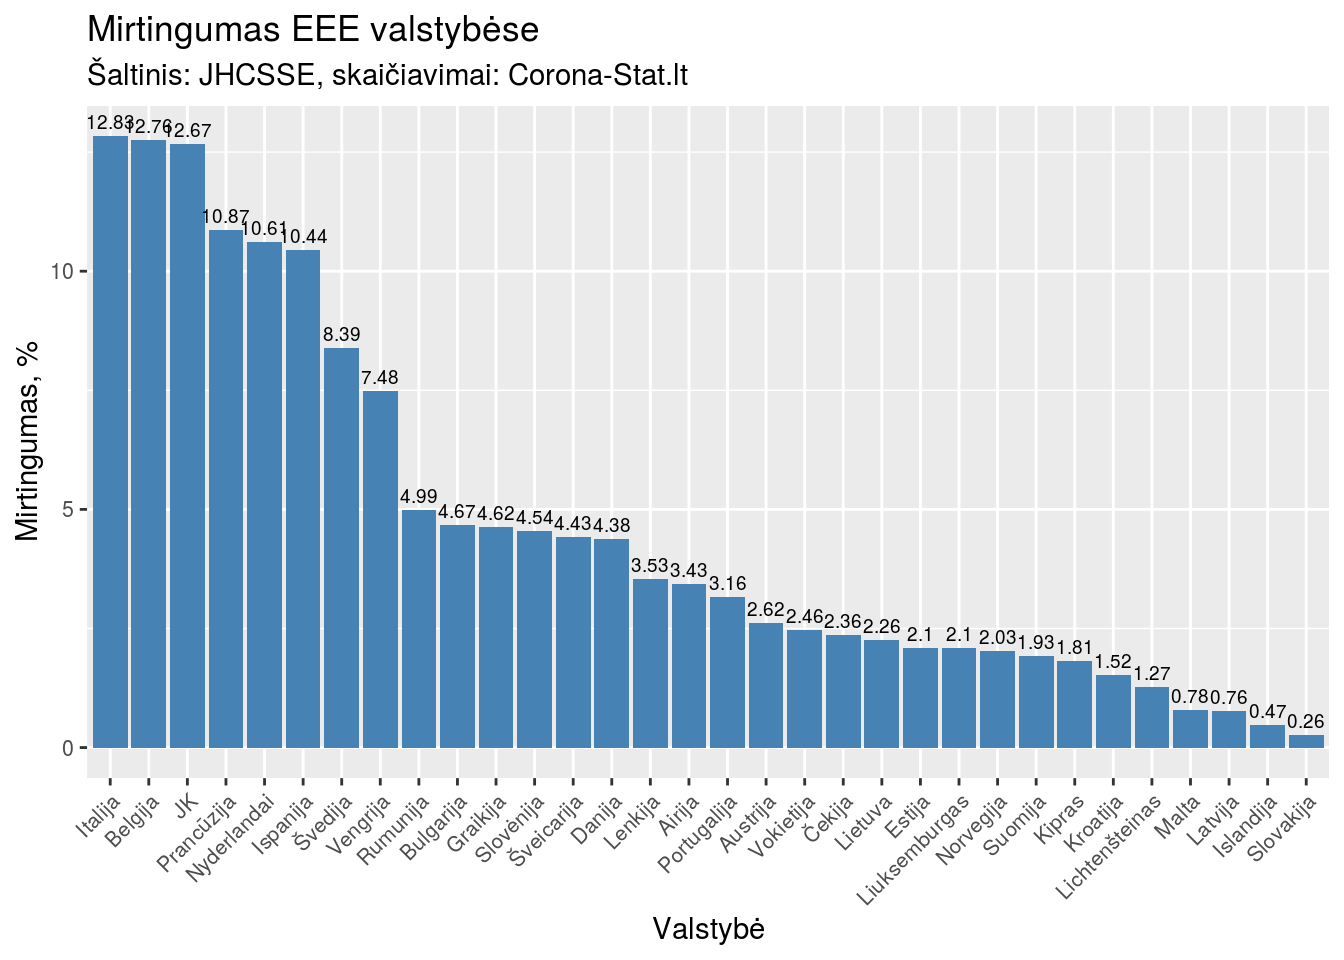 Mirtingumas EEE valstybėse
Šaltinis: JHCSSE, skaičiavimai: Corona-Stat.lt
Mirtingumas, %
10
5
0
12.83 12.76 12.67 10.87 10.61 10.44 8.39 7.48 4.99 4.67 4.62 4.54 4.43 4.38 3.53 3.43 3.16 2.62 2.46 2.36 2.26 2.1 2.1 2.03 1.93 1.81 1.52 1.27 0.78 0.76 0.47 0.26
Italija Belgija JK Prancūzija Nyderlandai Ispanija Švedija Vengrija Rumunija Bulgarija Graikija Slovėnija Šveicarija Danija Lenkija Airija Portugalija Austrija Vokietija Čekija Lietuva Estija Liuksemburgas Norvegija Suomija Kipras Kroatija Lichtenšteinas Malta Latvija Islandija Slovakija
Valstybė